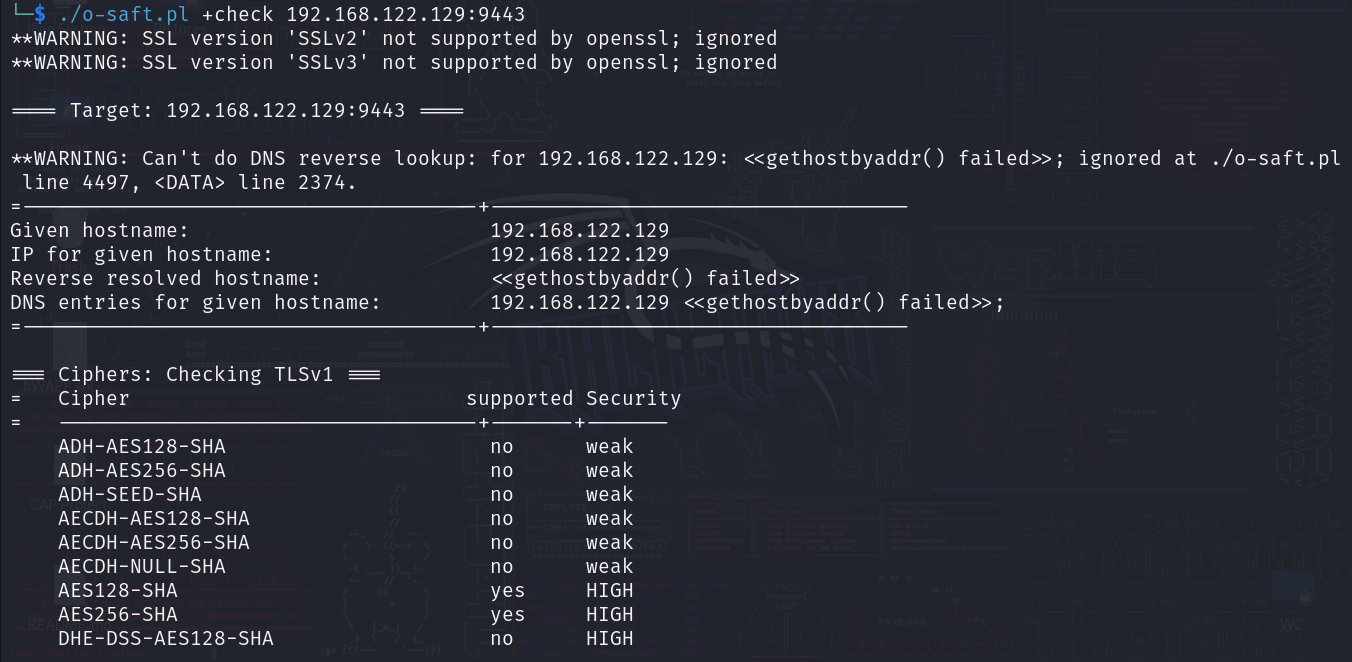 └─$ ./o-saft.pl +check 192.168.122.129:9443
**WARNING: SSL version 'SSLv2' not supported by openssl; ignored
**WARNING: SSL version 'SSLv3' not supported by openssl; ignored
==== Target: 192.168.122.129:9443 ====
**WARNING: Can't do DNS reverse lookup: for 192.168.122.129: <<gethostbyaddr() failed>>; ignored at ./o-saft.pl
line 4497, <DATA> line 2374.
=--------------------------------------+-----------------------------------
Given hostname: 192.168.122.129
IP for given hostname: 192.168.122.129
Reverse resolved hostname: <<gethostbyaddr() failed>>
DNS entries for given hostname: 192.168.122.129 <<gethostbyaddr() failed>>;
=--------------------------------------+-----------------------------------
=== Ciphers: Checking TLSv1 ===
= Cipher supported Security
= -----------------------------------+-------+-------
ADH-AES128-SHA no weak
ADH-AES256-SHA no weak
ADH-SEED-SHA no weak
AECDH-AES128-SHA no weak
AECDH-AES256-SHA no weak
AECDH-NULL-SHA no weak
AES128-SHA yes HIGH
AES256-SHA yes HIGH
DHE-DSS-AES128-SHA no HIGH